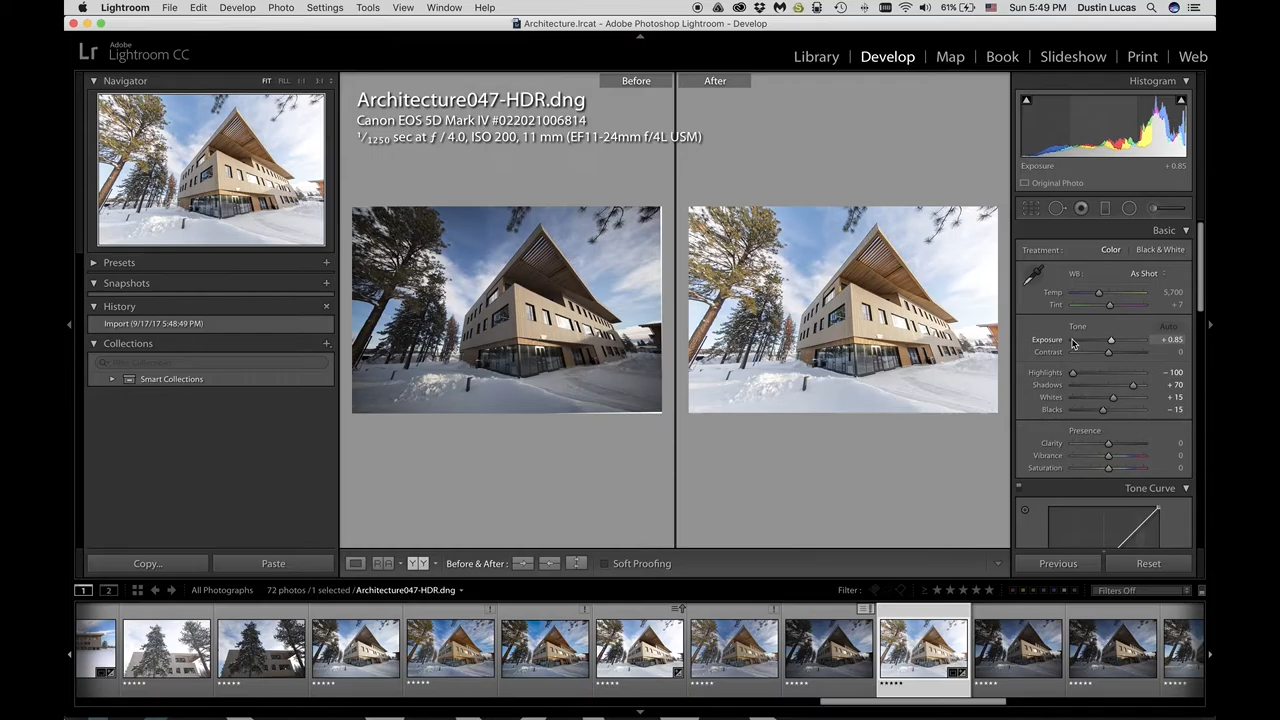 Lightroom File Edit Develop Photo Settings Tools View Window Help 61% Sun 5:49 PM Dustin Lucas
Architecture.lrcat - Adobe Photoshop Lightroom - Develop
Lr Adobe Lightroom CC
Library | Develop | Map | Book | Slideshow | Print | Web
Navigator FIT FILL 1:1 3:1
Presets
Snapshots
History
Import (9/17/17 5:48:49 PM)
Collections
Smart Collections
Copy... Paste
Before After
Architecture047-HDR.dng
Canon EOS 5D Mark IV #022021006814
1/1250 sec at ƒ / 4.0, ISO 200, 11 mm (EF11-24mm f/4L USM)
Histogram
Exposure + 0.85
Original Photo
Basic
Treatment : Color Black & White
WB : As Shot
Temp 5,700
Tint + 7
Tone Auto
Exposure + 0.85
Contrast 0
Highlights − 100
Shadows + 70
Whites + 15
Blacks − 15
Presence
Clarity 0
Vibrance 0
Saturation 0
Tone Curve
Previous Reset
YY Before & After : Soft Proofing
1 2 All Photographs 72 photos / 1 selected / Architecture047-HDR.dng Filter : Filters Off